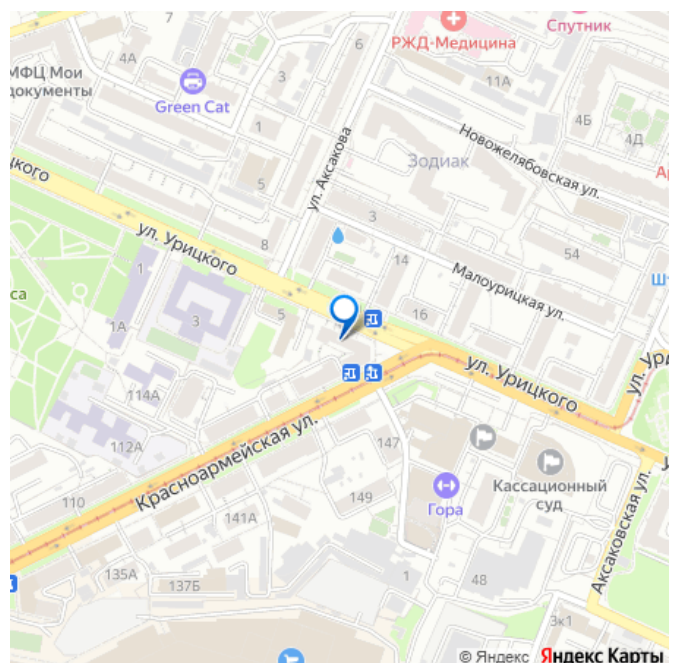 Спутник
РЖД-Медицина
4А
6
МФЦ Мои
документы
3
11А
Green Cat
4Б
1
Новожелябовская ул.
4Д
Зодиак
ул. Аксакова
5
3
ул. Урицкого
8
54
14
Малоурицкая ул.
1
16
1А
3
5
ул. Урицкого
114А
112А
Красноармейская ул.
147
Кассационный
суд
Гора
149
110
141А
Аксаковская ул.
135А
137Б
1
48
3к1
© Яндекс Яндекс Карты